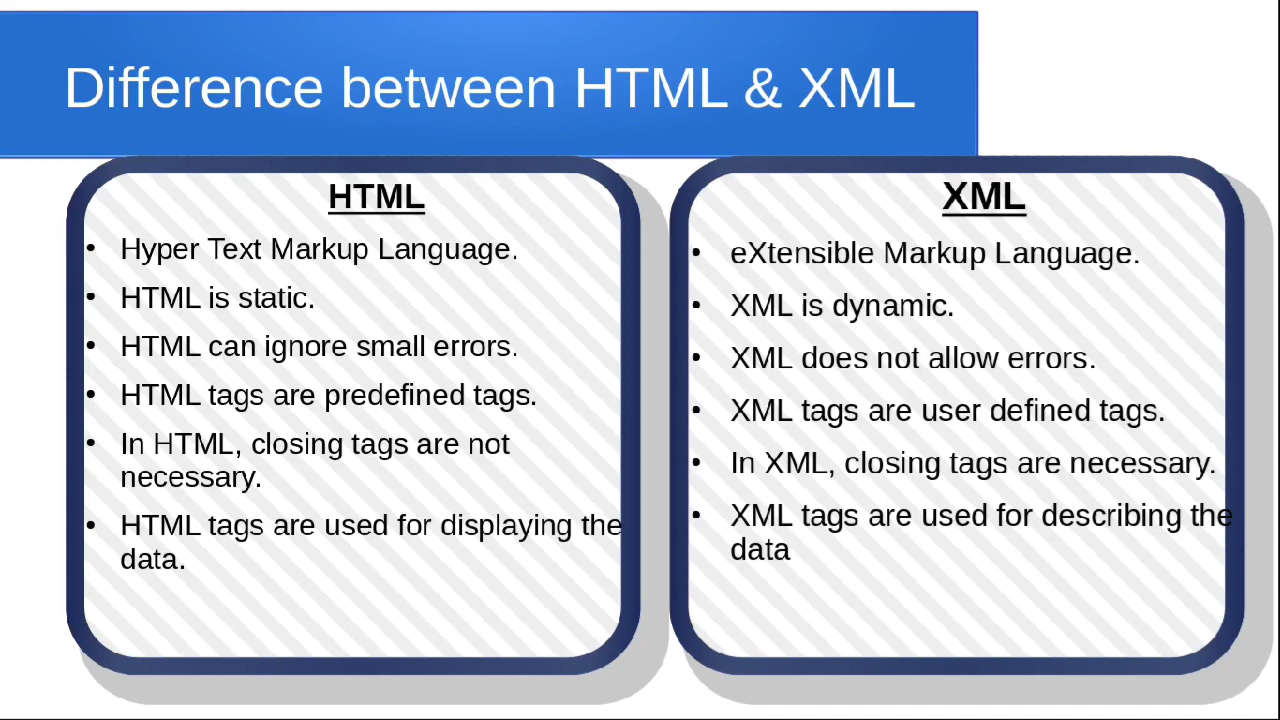 Difference between HTML & XML
HTML
• Hyper Text Markup Language.
• HTML is static.
• HTML can ignore small errors.
• HTML tags are predefined tags.
• In HTML, closing tags are not
necessary.
• HTML tags are used for displaying the
data.
XML
• eXtensible Markup Language.
• XML is dynamic.
• XML does not allow errors.
• XML tags are user defined tags.
• In XML, closing tags are necessary.
• XML tags are used for describing the
data